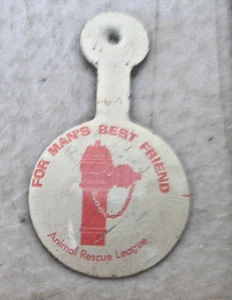 FOR MAN'S BEST FRIEND
Animal Rescue League